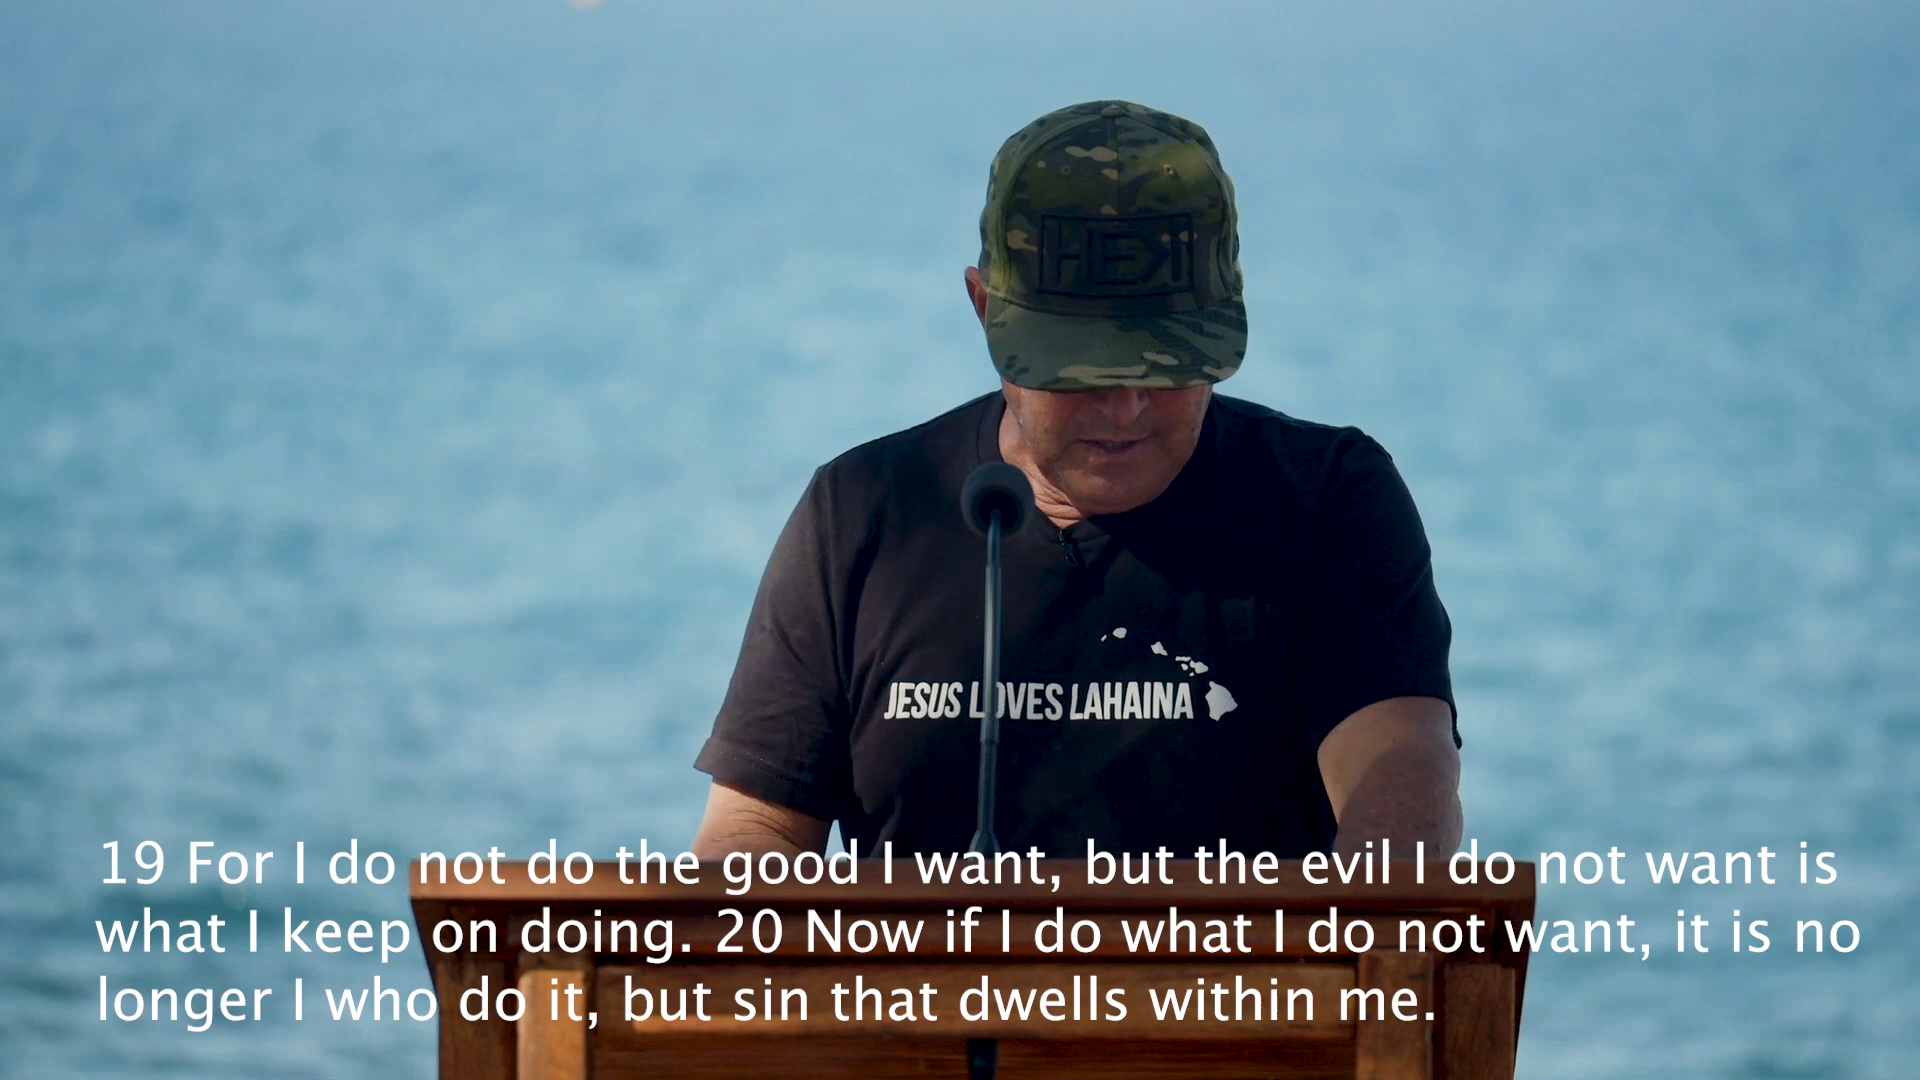 JESUS LOVES LAHAINA
19 For I do not do the good I want, but the evil I do not want is
what I keep on doing. 20 Now if I do what I do not want, it is no
longer I who do it, but sin that dwells within me.